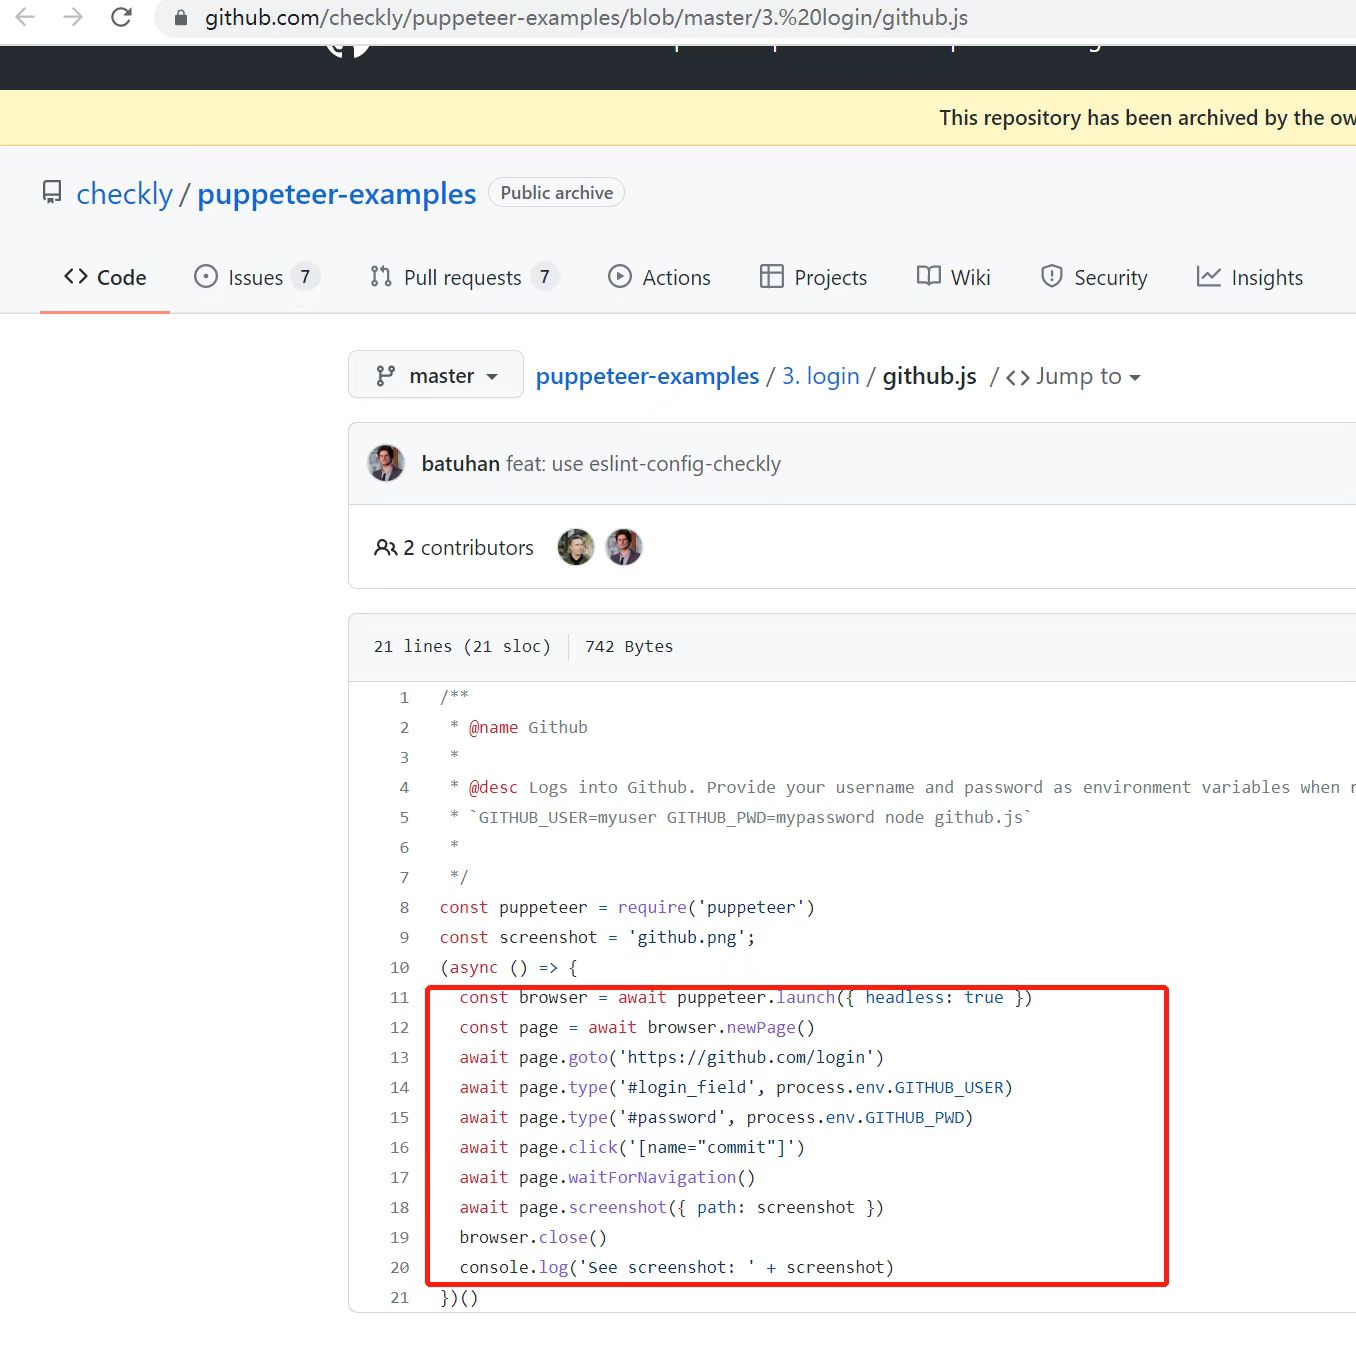 github.com/checkly/puppeteer-examples/blob/master/3.%20login/github.js
This repository has been archived by the ow
checkly / puppeteer-examples Public archive
Code Issues 7 Pull requests 7 Actions Projects Wiki Security Insights
master puppeteer-examples / 3. login / github.js / <> Jump to
batuhan feat: use eslint-config-checkly
2 contributors
21 lines (21 sloc) 742 Bytes
1 /**
2 * @name Github
3 *
4 * @desc Logs into Github. Provide your username and password as environment variables when r
5 * `GITHUB_USER=myuser GITHUB_PWD=mypassword node github.js`
6 *
7 */
8 const puppeteer = require('puppeteer')
9 const screenshot = 'github.png';
10 (async () => {
11 const browser = await puppeteer.launch({ headless: true })
12 const page = await browser.newPage()
13 await page.goto('https://github.com/login')
14 await page.type('#login_field', process.env.GITHUB_USER)
15 await page.type('#password', process.env.GITHUB_PWD)
16 await page.click('[name="commit"]')
17 await page.waitForNavigation()
18 await page.screenshot({ path: screenshot })
19 browser.close()
20 console.log('See screenshot: ' + screenshot)
21 })()